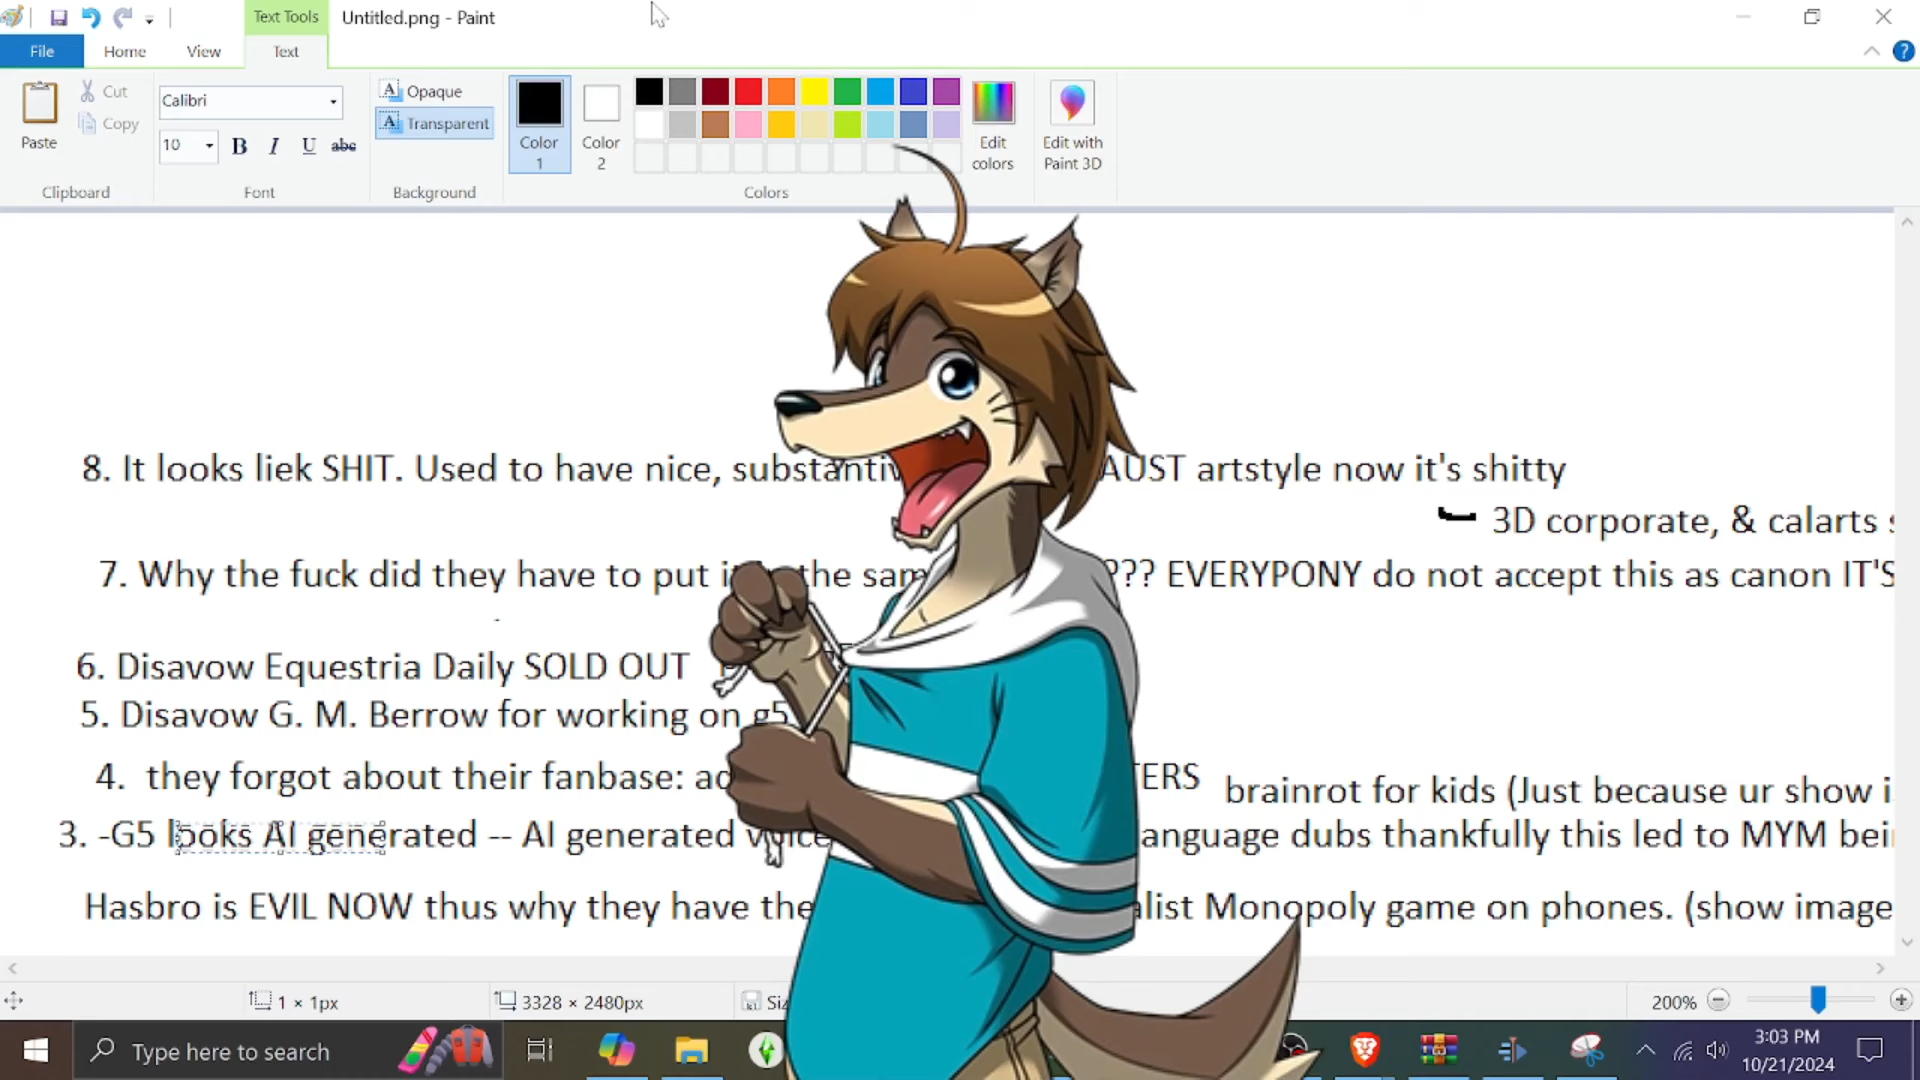 Text Tools
Untitled.png - Paint
File
Home
View
Text
Paste
Cut
Copy
Clipboard
Calibri
10
B I U abc
Font
Opaque
Transparent
Background
Color 1
Color 2
Colors
Edit colors
Edit with Paint 3D
8. It looks liek SHIT. Used to have nice, AUST artstyle now it's shitty
3D corporate, & calarts
7. Why the fuck did they have to put the ??? EVERYPONY do not accept this as canon IT'S
6. Disavow Equestria Daily SOLD OUT
5. Disavow G. M. Berrow for working on g5
4. they forgot about their fanbase: TERS
brainrot for kids (Just because ur show i
3. -G5 looks AI generated -- AI generated anguage dubs thankfully this led to MYM bei
Hasbro is EVIL NOW thus why they have the alist Monopoly game on phones. (show image
1 × 1px
3328 × 2480px
200%
Type here to search
3:03 PM
10/21/2024